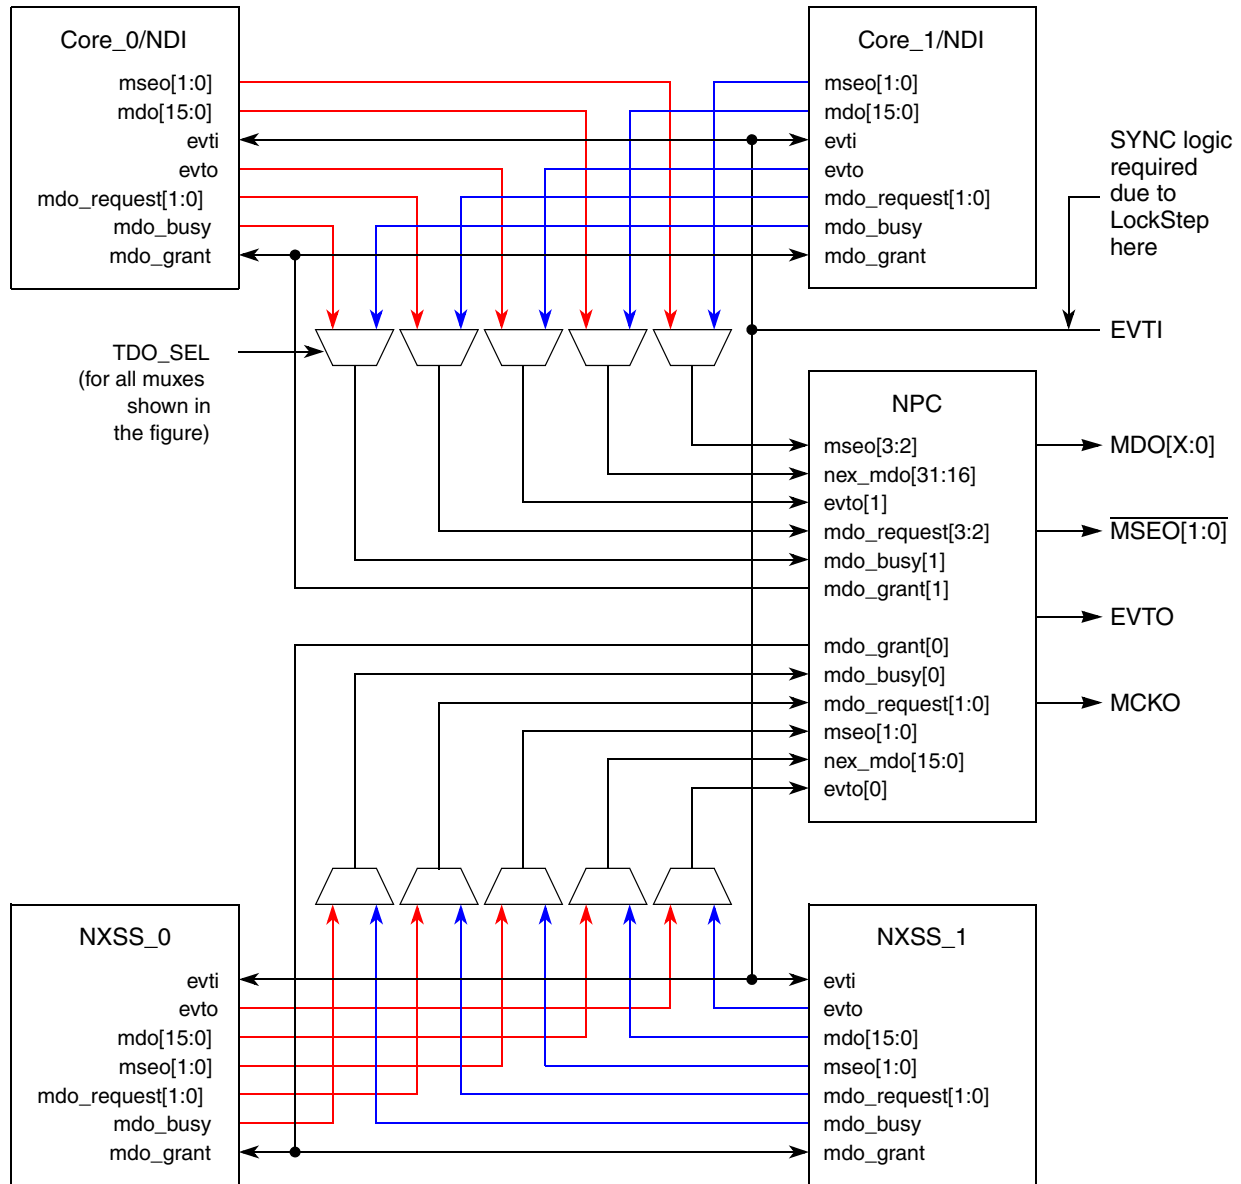 Core_0/NDI
mseo[1:0]
mdo[15:0]
evti
evto
mdo_request[1:0]
mdo_busy
mdo_grant
Core_1/NDI
mseo[1:0]
mdo[15:0]
evti
evto
mdo_request[1:0]
mdo_busy
mdo_grant
SYNC logic
required
due to
LockStep
here
EVTI
TDO_SEL
(for all muxes
shown in
the figure)
NPC
mseo[3:2]
nex_mdo[31:16]
evto[1]
mdo_request[3:2]
mdo_busy[1]
mdo_grant[1]
mdo_grant[0]
mdo_busy[0]
mdo_request[1:0]
mseo[1:0]
nex_mdo[15:0]
evto[0]
MDO[X:0]
MSEO[1:0]
EVTO
MCKO
NXSS_0
evti
evto
mdo[15:0]
mseo[1:0]
mdo_request[1:0]
mdo_busy
mdo_grant
NXSS_1
evti
evto
mdo[15:0]
mseo[1:0]
mdo_request[1:0]
mdo_busy
mdo_grant